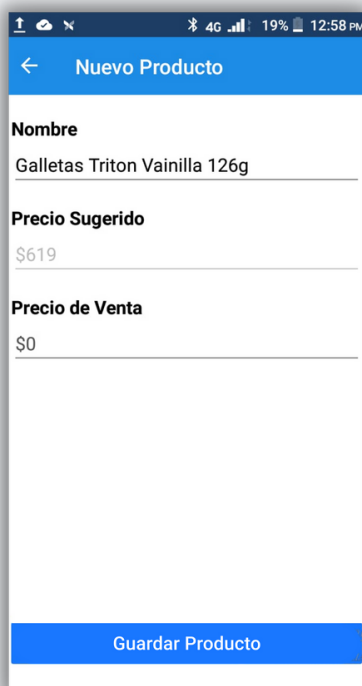 4G 19% 12:58 PM
Nuevo Producto
Nombre
Galletas Triton Vainilla 126g
Precio Sugerido
$619
Precio de Venta
$0
Guardar Producto